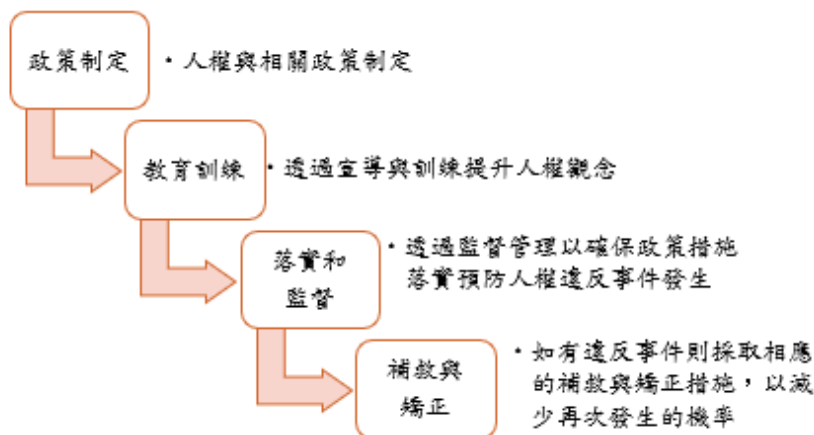 政策制定
・人權與相關政策制定
教育訓練
・透過宣導與訓練提升人權觀念
落實和
監督
・透過監督管理以確保政策措施
落實預防人權違反事件發生
補救與
矯正
・如有違反事件則採取相應
的補救與矯正措施，以減
少再次發生的機率